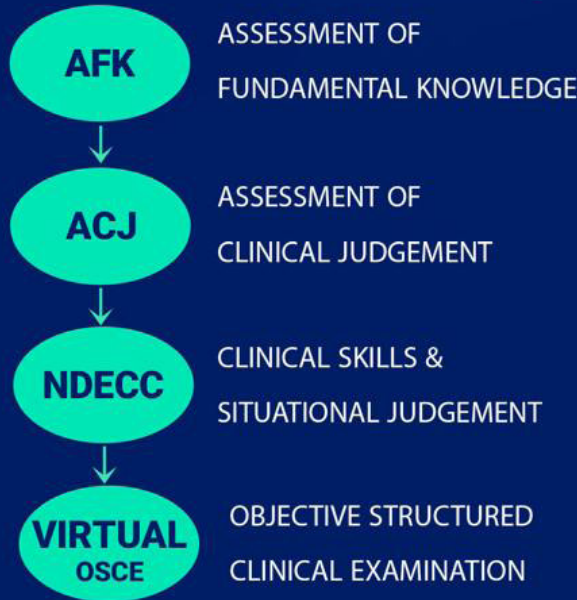 AFK
ASSESSMENT OF
FUNDAMENTAL KNOWLEDGE
ACJ
ASSESSMENT OF
CLINICAL JUDGEMENT
NDECC
CLINICAL SKILLS &
SITUATIONAL JUDGEMENT
VIRTUAL
OSCE
OBJECTIVE STRUCTURED
CLINICAL EXAMINATION